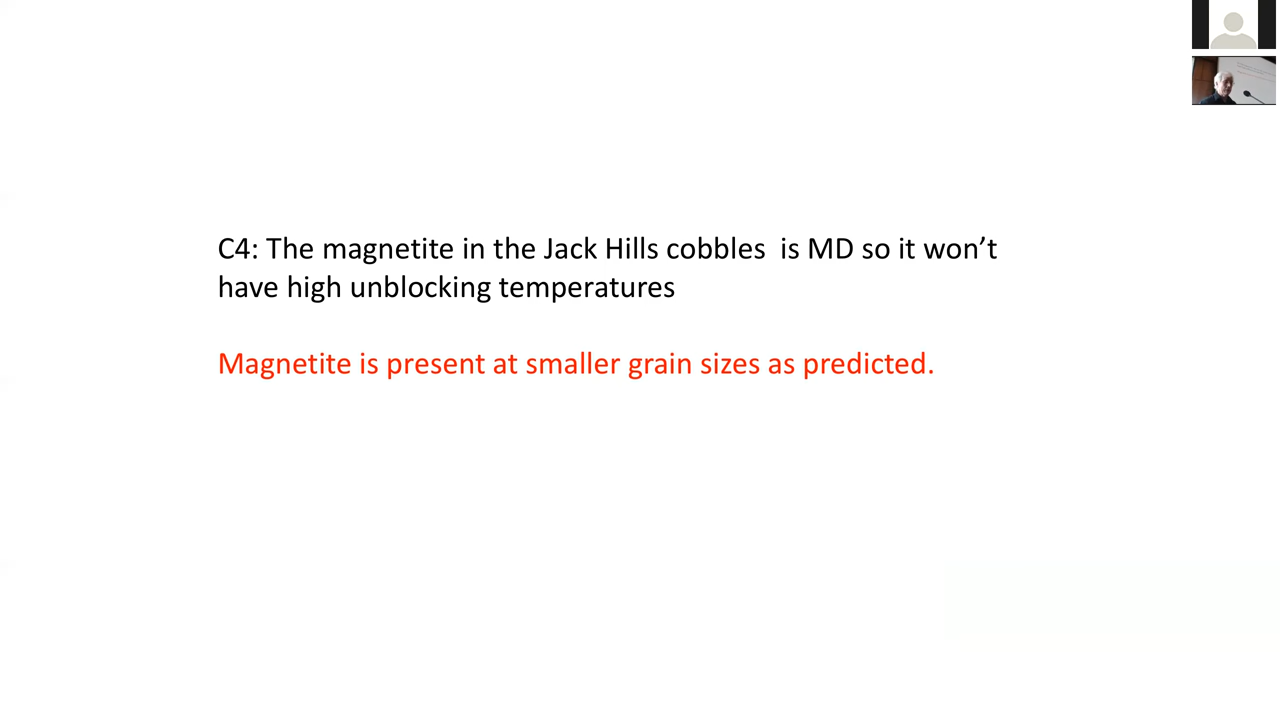 C4: The magnetite in the Jack Hills cobbles  is MD so it won’t
have high unblocking temperatures
Magnetite is present at smaller grain sizes as predicted.